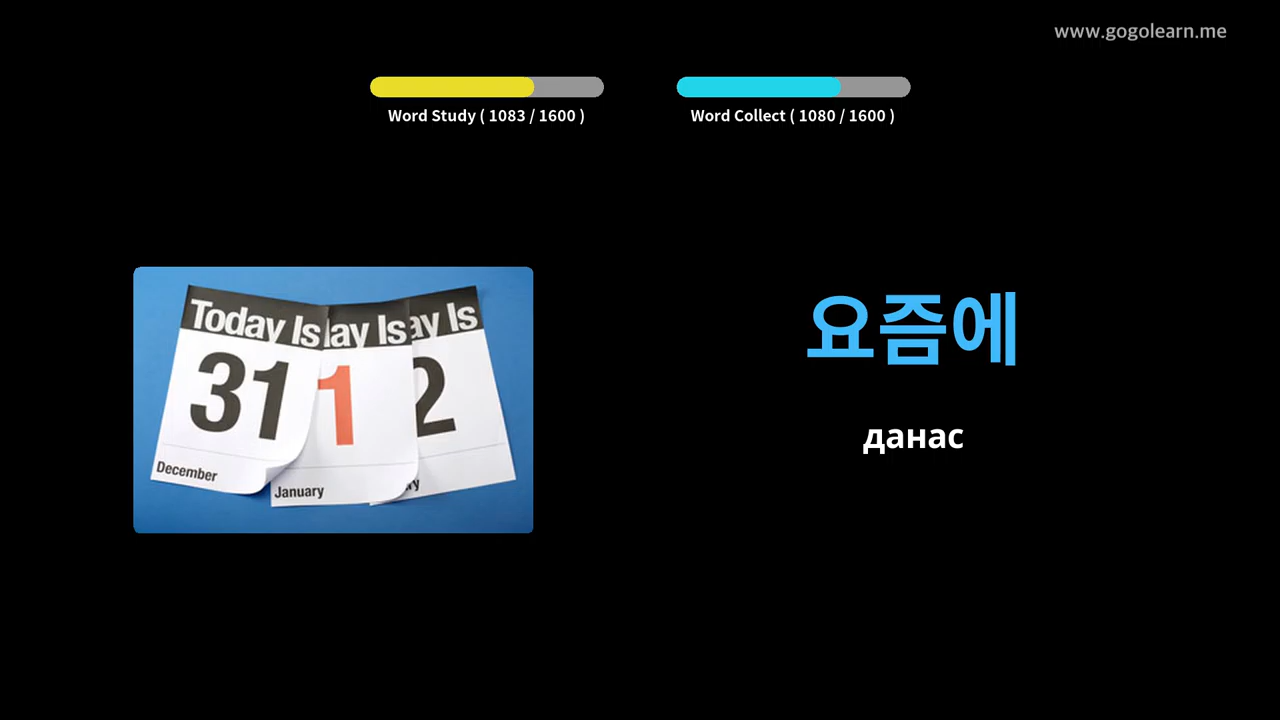 www.gogolearn.me
Word Study ( 1083 / 1600 )
Word Collect ( 1080 / 1600 )
Today Is
ay Is
ay Is
31
1
2
December
January
ry
요즘에
данас